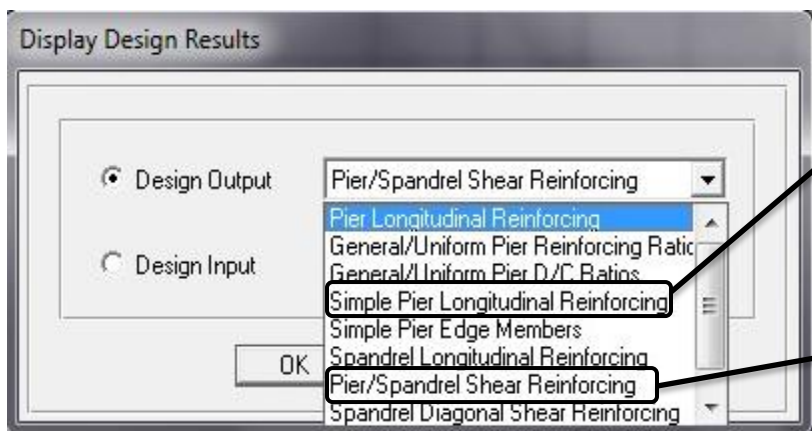 Display Design Results
Design Output
Pier/Spandrel Shear Reinforcing
Pier Longitudinal Reinforcing
General/Uniform Pier Reinforcing Ratio
General/Uniform Pier D/C Ratios
Design Input
Simple Pier Longitudinal Reinforcing
Simple Pier Edge Members
Spandrel Longitudinal Reinforcing
OK
Pier/Spandrel Shear Reinforcing
Spandrel Diagonal Shear Reinforcing